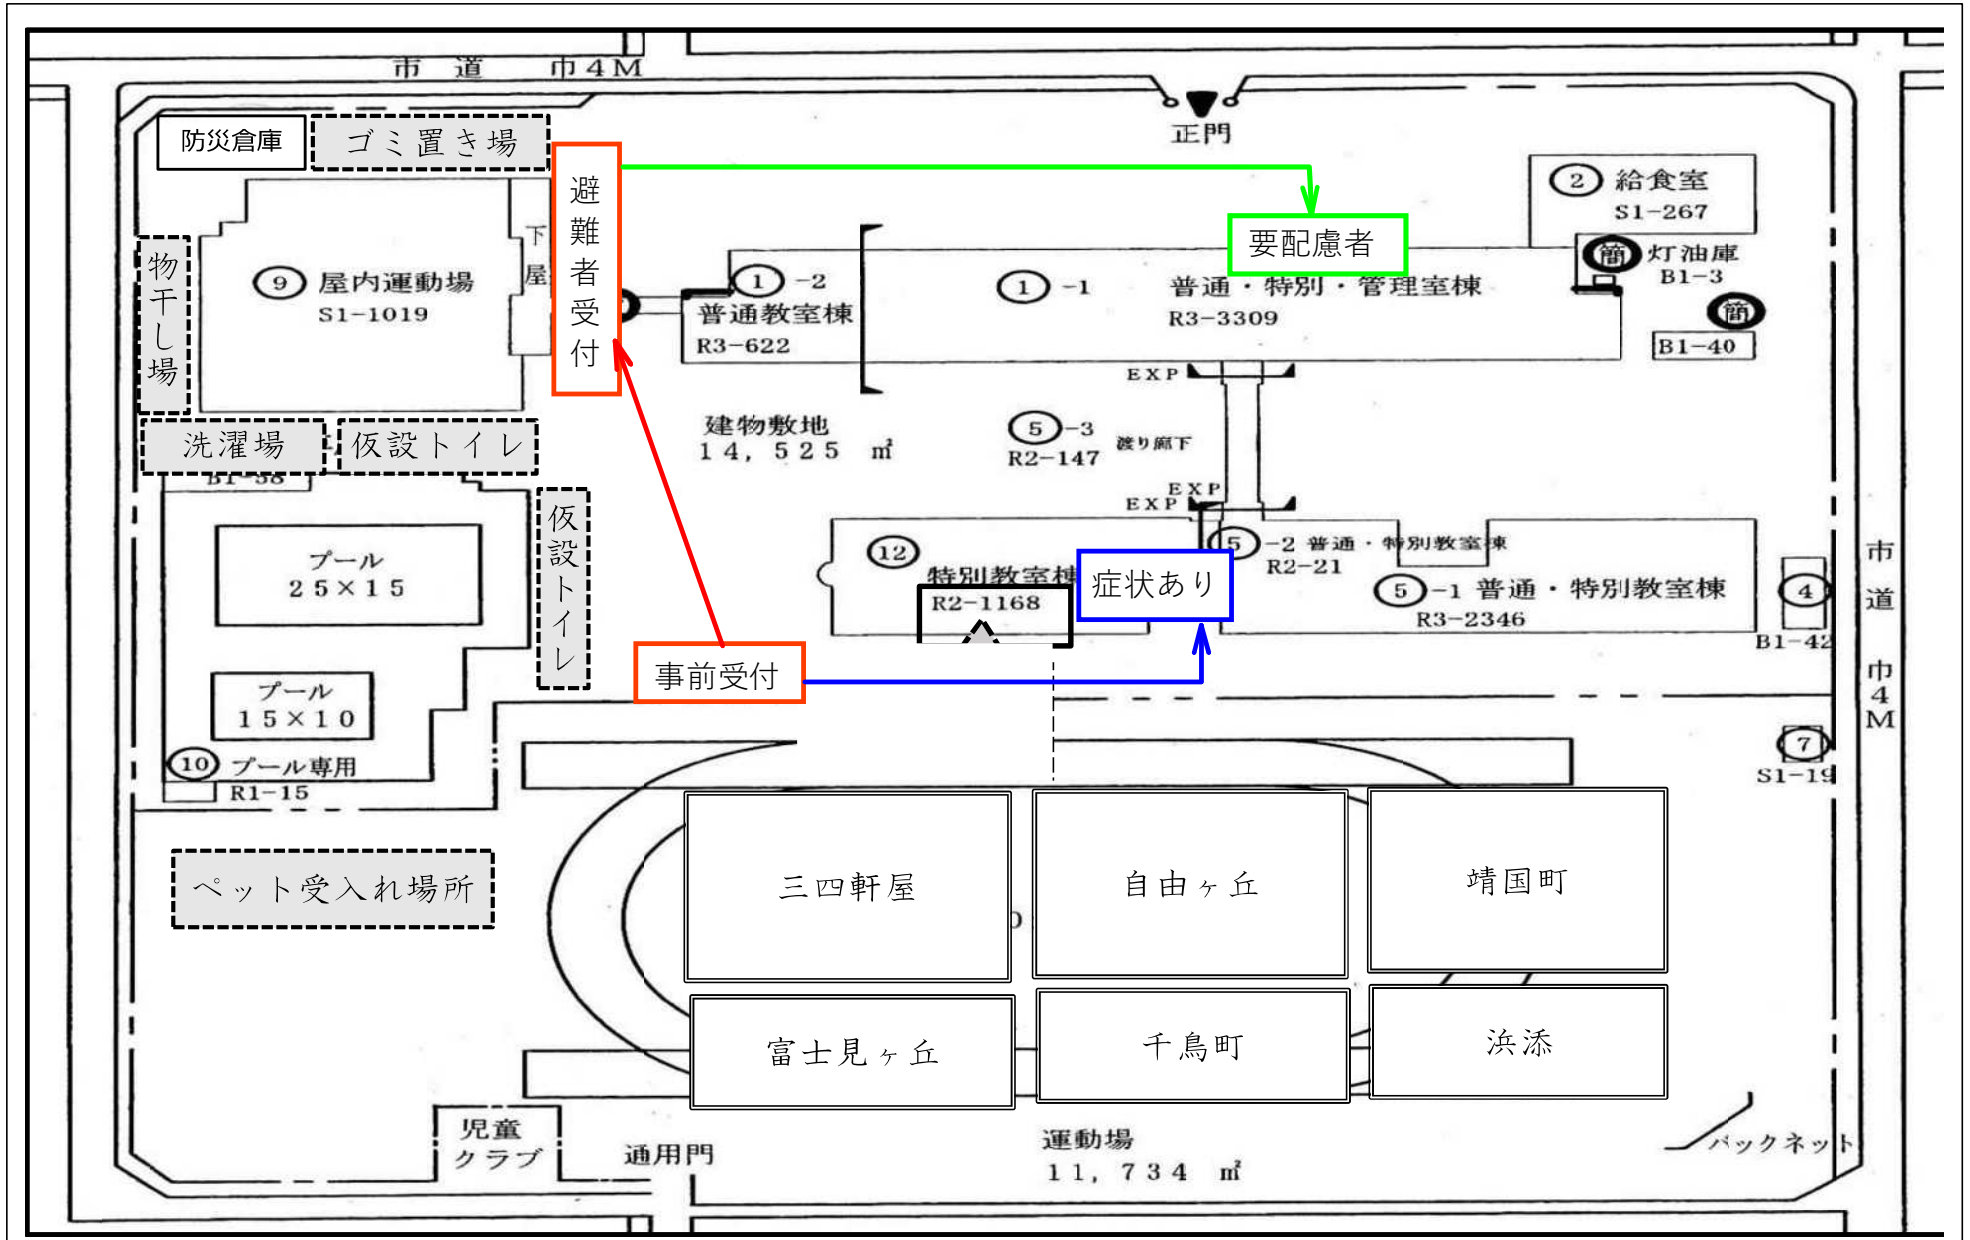 市道 巾4M
正門
防災倉庫
ゴミ置き場
避難者受付
要配慮者
② 給食室
S1-267
簡 灯油庫
B1-3
簡
B1-40
物干し場
⑨ 屋内運動場
S1-1019
下屋
①-2
普通教室棟
R3-622
①-1 普通・特別・管理室棟
R3-3309
EXP
建物敷地
14,525 ㎡
⑤-3 渡り廊下
R2-147
EXP
EXP
洗濯場
仮設トイレ
B1-38
仮設トイレ
プール
25×15
プール
15×10
⑩ プール専用
R1-15
⑫
特別教室棟
R2-1168
症状あり
⑤-2 普通・特別教室棟
R2-21
⑤-1 普通・特別教室棟
R3-2346
④
B1-42
市道 巾4M
事前受付
⑦
S1-19
ペット受入れ場所
三四軒屋
自由ヶ丘
靖国町
0
富士見ヶ丘
千鳥町
浜添
児童
クラブ
通用門
運動場
11,734 ㎡
バックネット